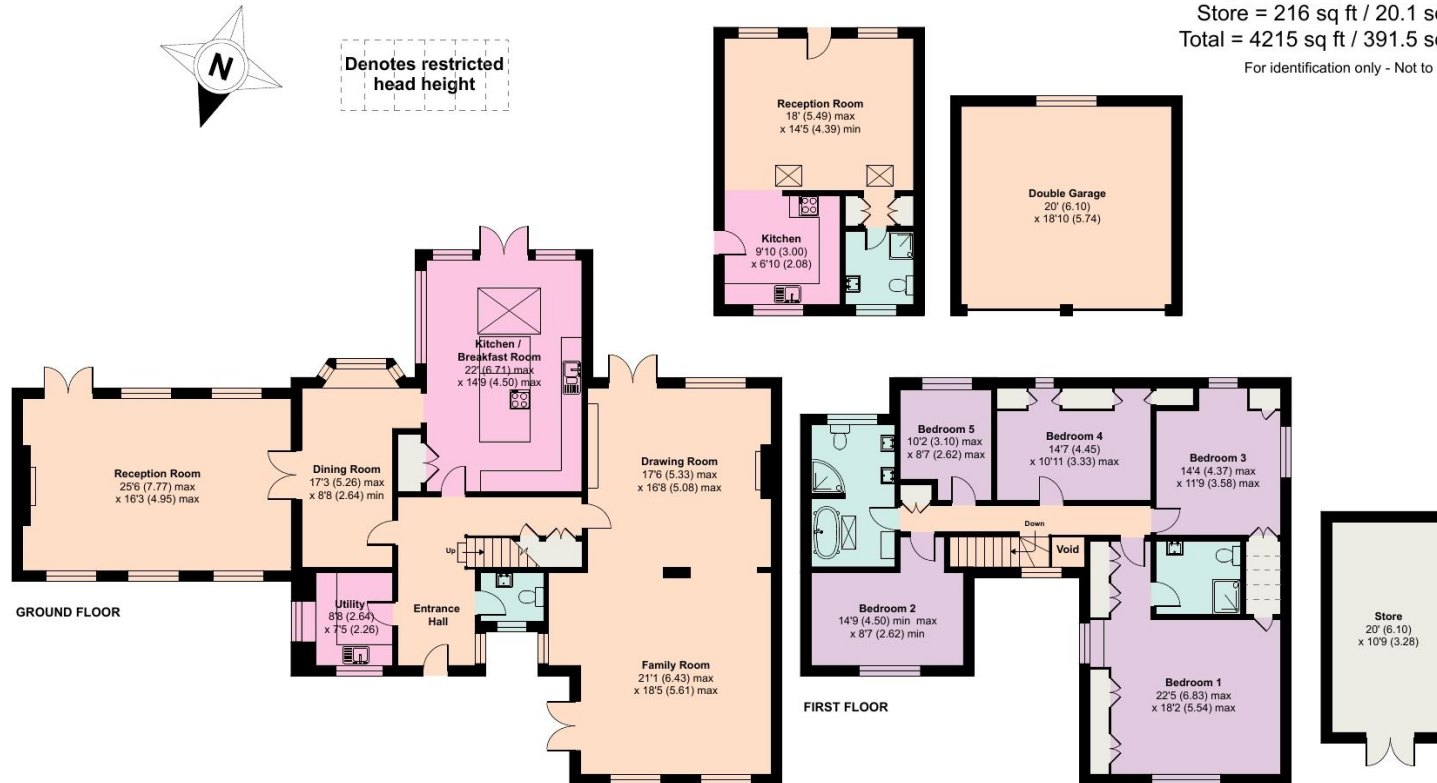 Store = 216 sq ft / 20.1 sq
Total = 4215 sq ft / 391.5 sq
For identification only - Not to
N
Denotes restricted
head height
Reception Room
18' (5.49) max
x 14'5 (4.39) min
Kitchen
9'10 (3.00)
x 6'10 (2.08)
Double Garage
20' (6.10)
x 18'10 (5.74)
Kitchen /
Breakfast Room
22' (6.71) max
x 14'9 (4.50) max
Reception Room
25'6 (7.77) max
x 16'3 (4.95) max
Dining Room
17'3 (5.26) max
x 8'8 (2.64) min
Drawing Room
17'6 (5.33) max
x 16'8 (5.08) max
Up
Utility
8'8 (2.64)
x 7'5 (2.26)
Entrance
Hall
Family Room
21'1 (6.43) max
x 18'5 (5.61) max
GROUND FLOOR
Bedroom 5
10'2 (3.10) max
x 8'7 (2.62) max
Bedroom 4
14'7 (4.45)
x 10'11 (3.33) max
Bedroom 3
14'4 (4.37) max
x 11'9 (3.58) max
Down
Void
Bedroom 2
14'9 (4.50) min max
x 8'7 (2.62) min
Bedroom 1
22'5 (6.83) max
x 18'2 (5.54) max
FIRST FLOOR
Store
20' (6.10)
x 10'9 (3.28)